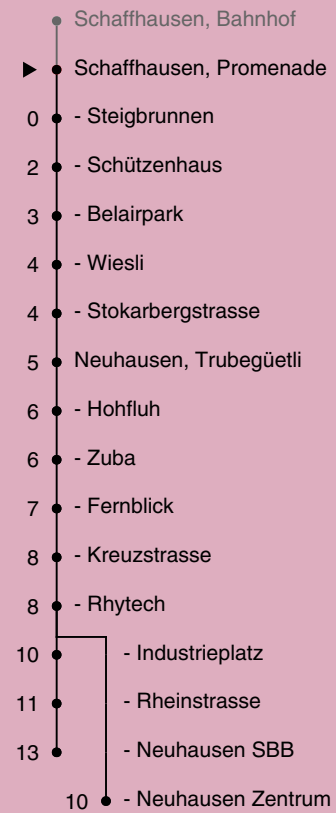 Schaffhausen, Bahnhof
Schaffhausen, Promenade
0 - Steigbrunnen
2 - Schützenhaus
3 - Belairpark
4 - Wiesli
4 - Stokarbergstrasse
5 Neuhausen, Trubegüetli
6 - Hohfluh
6 - Zuba
7 - Fernblick
8 - Kreuzstrasse
8 - Rhytech
10 - Industrieplatz
11 - Rheinstrasse
13 - Neuhausen SBB
10 - Neuhausen Zentrum